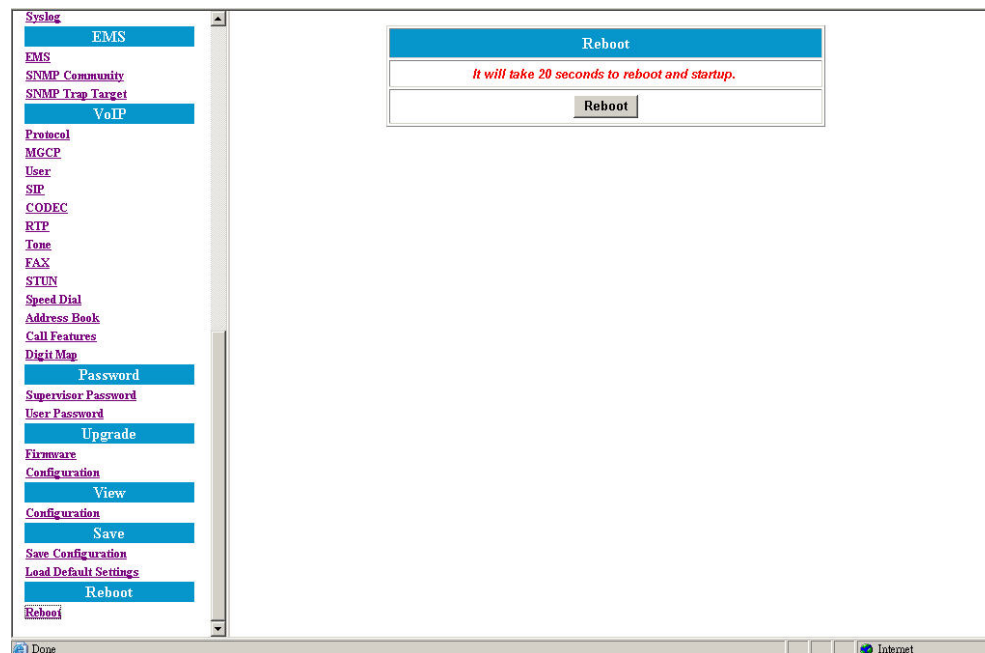 Syslog
EMS
EMS
SNMP Community
SNMP Trap Target
VoIP
Protocol
MGCP
User
SIP
CODEC
RTP
Tone
FAX
STUN
Speed Dial
Address Book
Call Features
Digit Map
Password
Supervisor Password
User Password
Upgrade
Firmware
Configuration
View
Configuration
Save
Save Configuration
Load Default Settings
Reboot
Reboot
Reboot
It will take 20 seconds to reboot and startup.
Reboot
Done
Internet